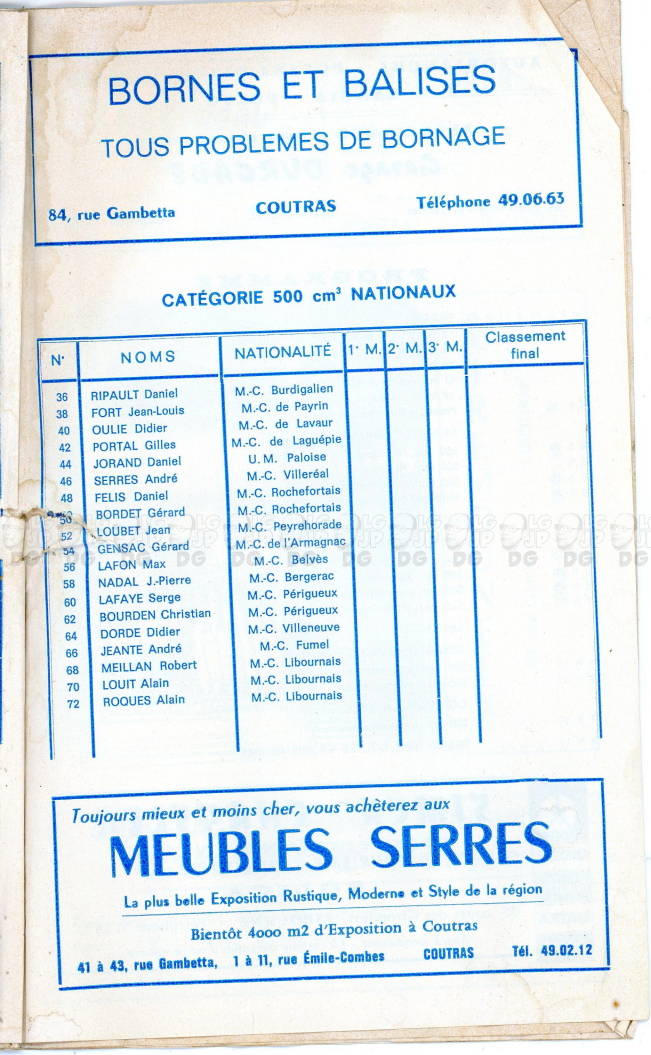 BORNES ET BALISES
TOUS PROBLEMES DE BORNAGE
84, rue Gambetta COUTRAS Téléphone 49.06.63
CATÉGORIE 500 cm³ NATIONAUX
N° NOMS NATIONALITÉ 1e M. 2e M. 3e M. Classement final
36 RIPAULT Daniel M.-C. Burdigalien
38 FORT Jean-Louis M.-C. de Payrin
40 OULIE Didier M.-C. de Lavaur
42 PORTAL Gilles M.-C. de Laguépie
44 JORAND Daniel U.M. Paloise
46 SERRES André M.-C. Villeréal
48 FELIS Daniel M.-C. Rochefortais
50 BORDET Gérard M.-C. Rochefortais
52 LOUBET Jean M.-C. Peyrehorade
54 GENSAC Gérard M.-C. de l'Armagnac
56 LAFON Max M.-C. Belvès
58 NADAL J.-Pierre M.-C. Bergerac
60 LAFAYE Serge M.-C. Périgueux
62 BOURDEN Christian M.-C. Périgueux
64 DORDE Didier M.-C. Villeneuve
66 JEANTE André M.-C. Fumel
68 MEILLAN Robert M.-C. Libournais
70 LOUIT Alain M.-C. Libournais
72 ROQUES Alain M.-C. Libournais
Toujours mieux et moins cher, vous achèterez aux
MEUBLES SERRES
La plus belle Exposition Rustique, Moderne et Style de la région
Bientôt 4000 m2 d'Exposition à Coutras
41 à 43, rue Gambetta, 1 à 11, rue Émile-Combes COUTRAS Tél. 49.02.12